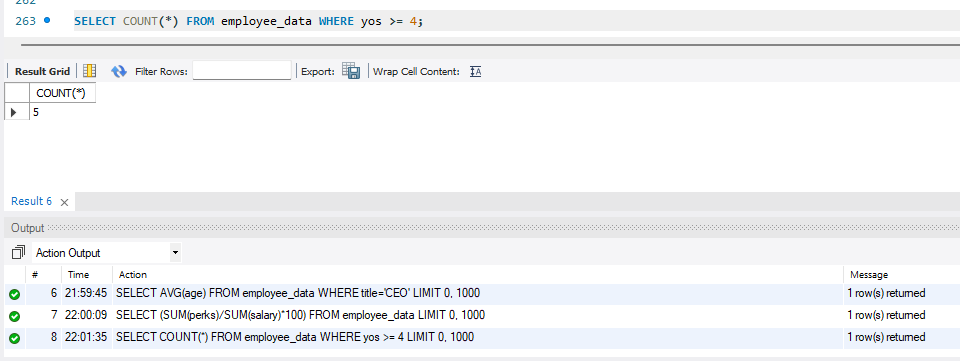 262
263 SELECT COUNT(*) FROM employee_data WHERE yos >= 4;
Result Grid Filter Rows: Export: Wrap Cell Content:
COUNT(*)
5
Result 6
Output
Action Output
# Time Action Message
6 21:59:45 SELECT AVG(age) FROM employee_data WHERE title='CEO' LIMIT 0, 1000 1 row(s) returned
7 22:00:09 SELECT (SUM(perks)/SUM(salary)*100) FROM employee_data LIMIT 0, 1000 1 row(s) returned
8 22:01:35 SELECT COUNT(*) FROM employee_data WHERE yos >= 4 LIMIT 0, 1000 1 row(s) returned